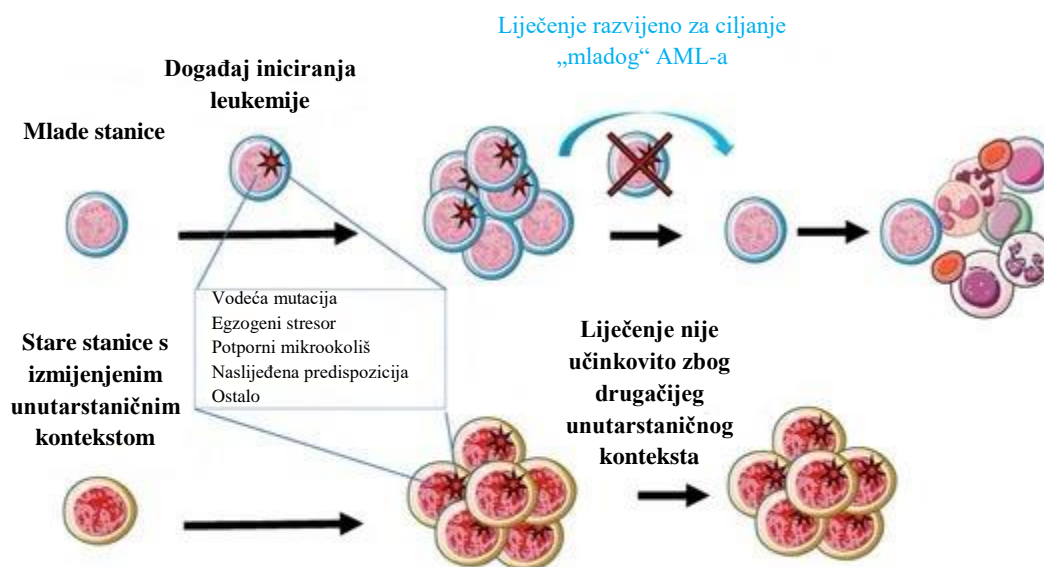 Liječenje razvijeno za ciljanje
„mladog“ AML-a
Događaj iniciranja
leukemije
Mlade stanice
Vodeća mutacija
Egzogeni stresor
Potporni mikrookoliš
Naslijeđena predispozicija
Ostalo
Stare stanice s
izmijenjenim
unutarstaničnim
kontekstom
Liječenje nije
učinkovito zbog
drugačijeg
unutarstaničnog
konteksta